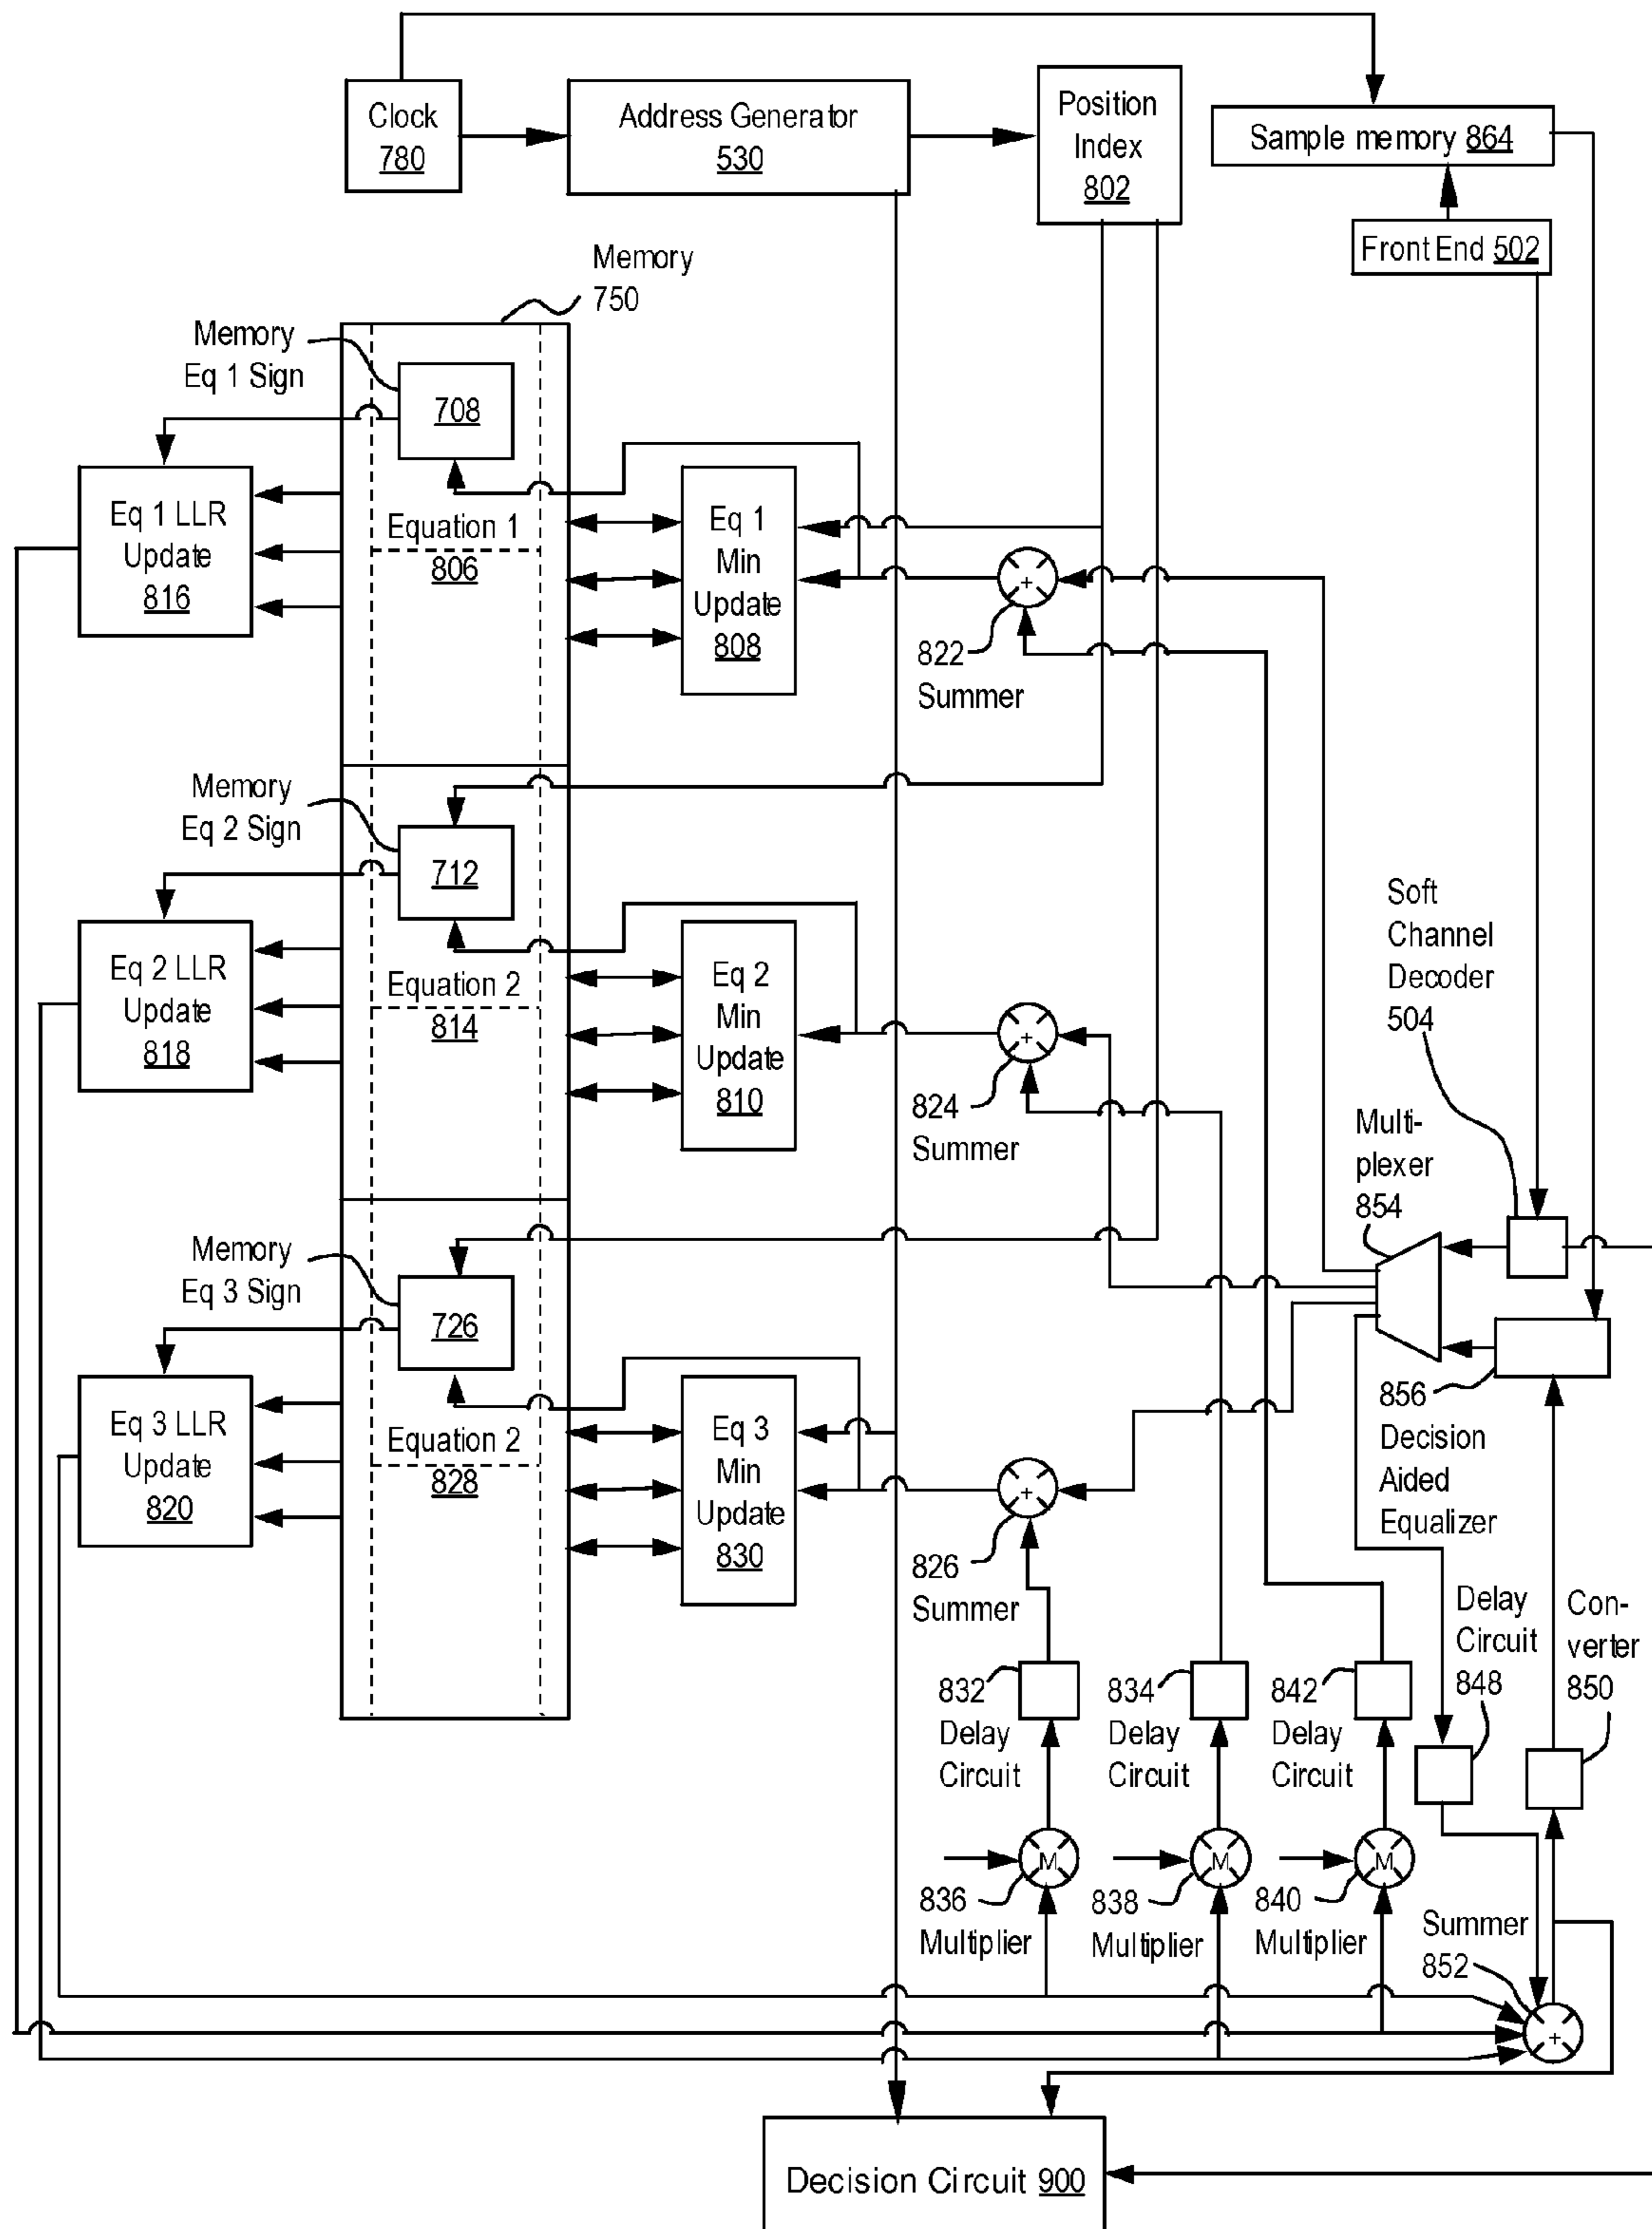 Clock
780
Address Generator
530
Position
Index
802
Sample memory 864
Front End 502
Memory
750
Memory
Eq 1 Sign
708
Eq 1 LLR
Update
816
Equation 1
806
Eq 1
Min
Update
808
+
822
Summer
Memory
Eq 2 Sign
712
Eq 2 LLR
Update
818
Equation 2
814
Eq 2
Min
Update
810
+
824
Summer
Soft
Channel
Decoder
504
Multi-
plexer
854
Memory
Eq 3 Sign
726
Eq 3 LLR
Update
820
Equation 2
828
Eq 3
Min
Update
830
+
826
Summer
856
Decision
Aided
Equalizer
832
Delay
Circuit
834
Delay
Circuit
842
Delay
Circuit
Delay
Circuit
848
Con-
verter
850
M
836
Multiplier
M
838
Multiplier
M
840
Multiplier
Summer
852
+
Decision Circuit 900